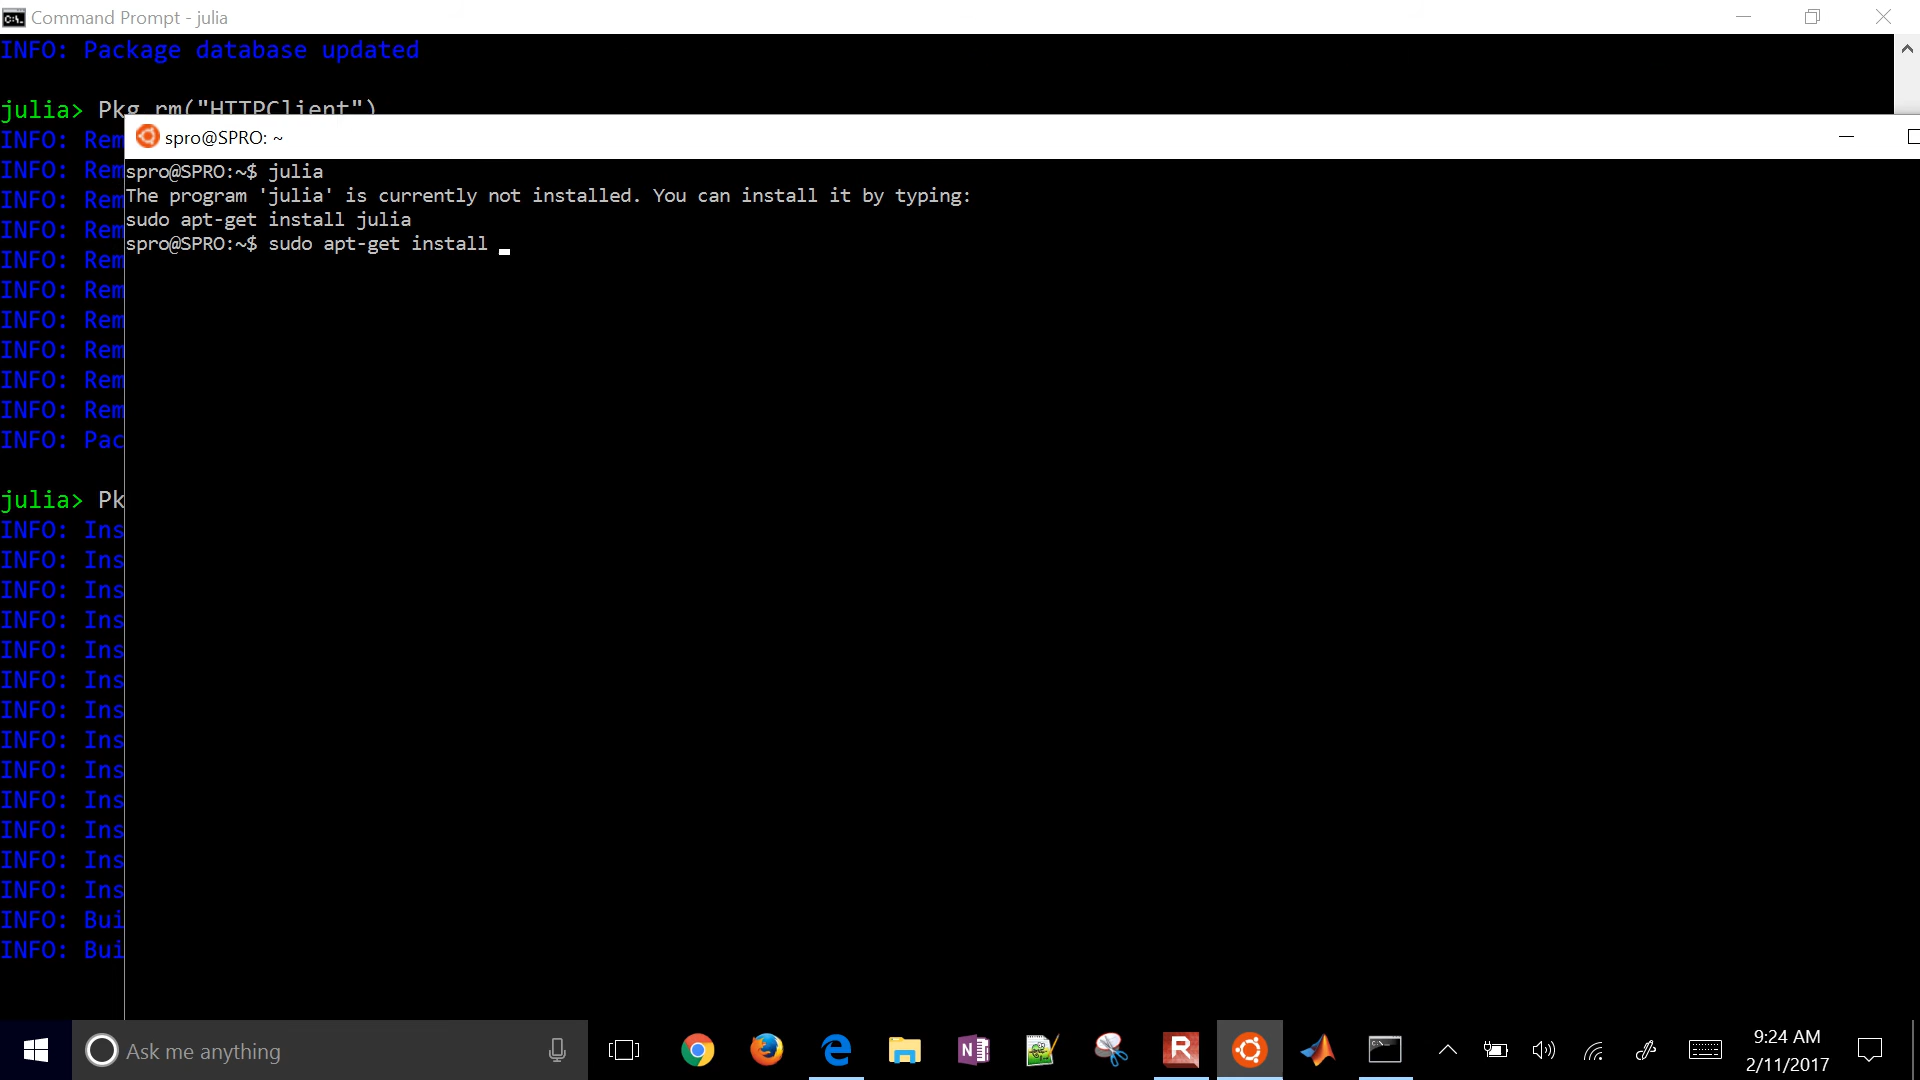 Command Prompt - julia
INFO: Package database updated
julia> Pkg.rm("HTTPClient")
spro@SPRO: ~
INFO: Rem
INFO: Rem
INFO: Rem
INFO: Rem
INFO: Rem
INFO: Rem
INFO: Rem
INFO: Rem
INFO: Rem
INFO: Rem
INFO: Pac
spro@SPRO:~$ julia
The program 'julia' is currently not installed. You can install it by typing:
sudo apt-get install julia
spro@SPRO:~$ sudo apt-get install
julia> Pk
INFO: Ins
INFO: Ins
INFO: Ins
INFO: Ins
INFO: Ins
INFO: Ins
INFO: Ins
INFO: Ins
INFO: Ins
INFO: Ins
INFO: Ins
INFO: Ins
INFO: Ins
INFO: Bui
INFO: Bui
Ask me anything
9:24 AM
2/11/2017